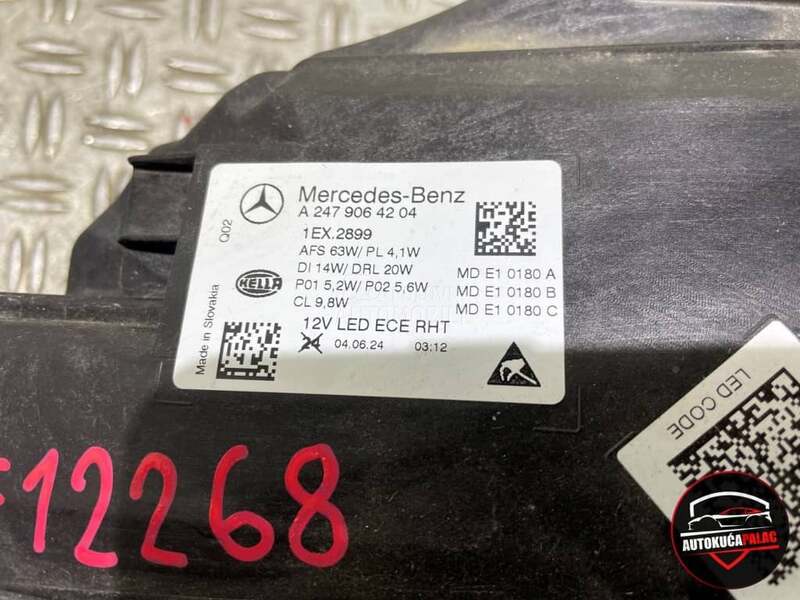 Mercedes-Benz
A 247 906 42 04
1EX.2899
AFS 63W/ PL 4,1W
DI 14W/ DRL 20W
P01 5,2W/ P02 5,6W
CL 9,8W
MD E1 0180 A
MD E1 0180 B
MD E1 0180 C
HELLA
12V LED ECE RHT
24 04.06.24 03:12
Q02
Made in Slovakia
LED CODE
12268
AUTOKUĆA PALAC